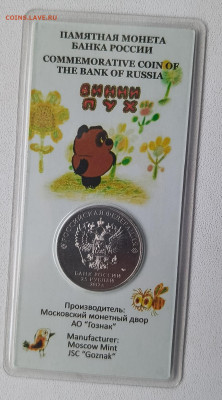 COINS.LAVE.RU
ПАМЯТНАЯ МОНЕТА
БАНКА РОССИИ
COMMEMORATIVE COIN OF
THE BANK OF RUSSIA
ВИННИ
ПУХ
РОССИЙСКАЯ ФЕДЕРАЦИЯ
БАНК РОССИИ
25 РУБЛЕЙ
Производитель:
Московский монетный двор
АО "Гознак"
Manufacturer:
Moscow Mint
JSC "Goznak"